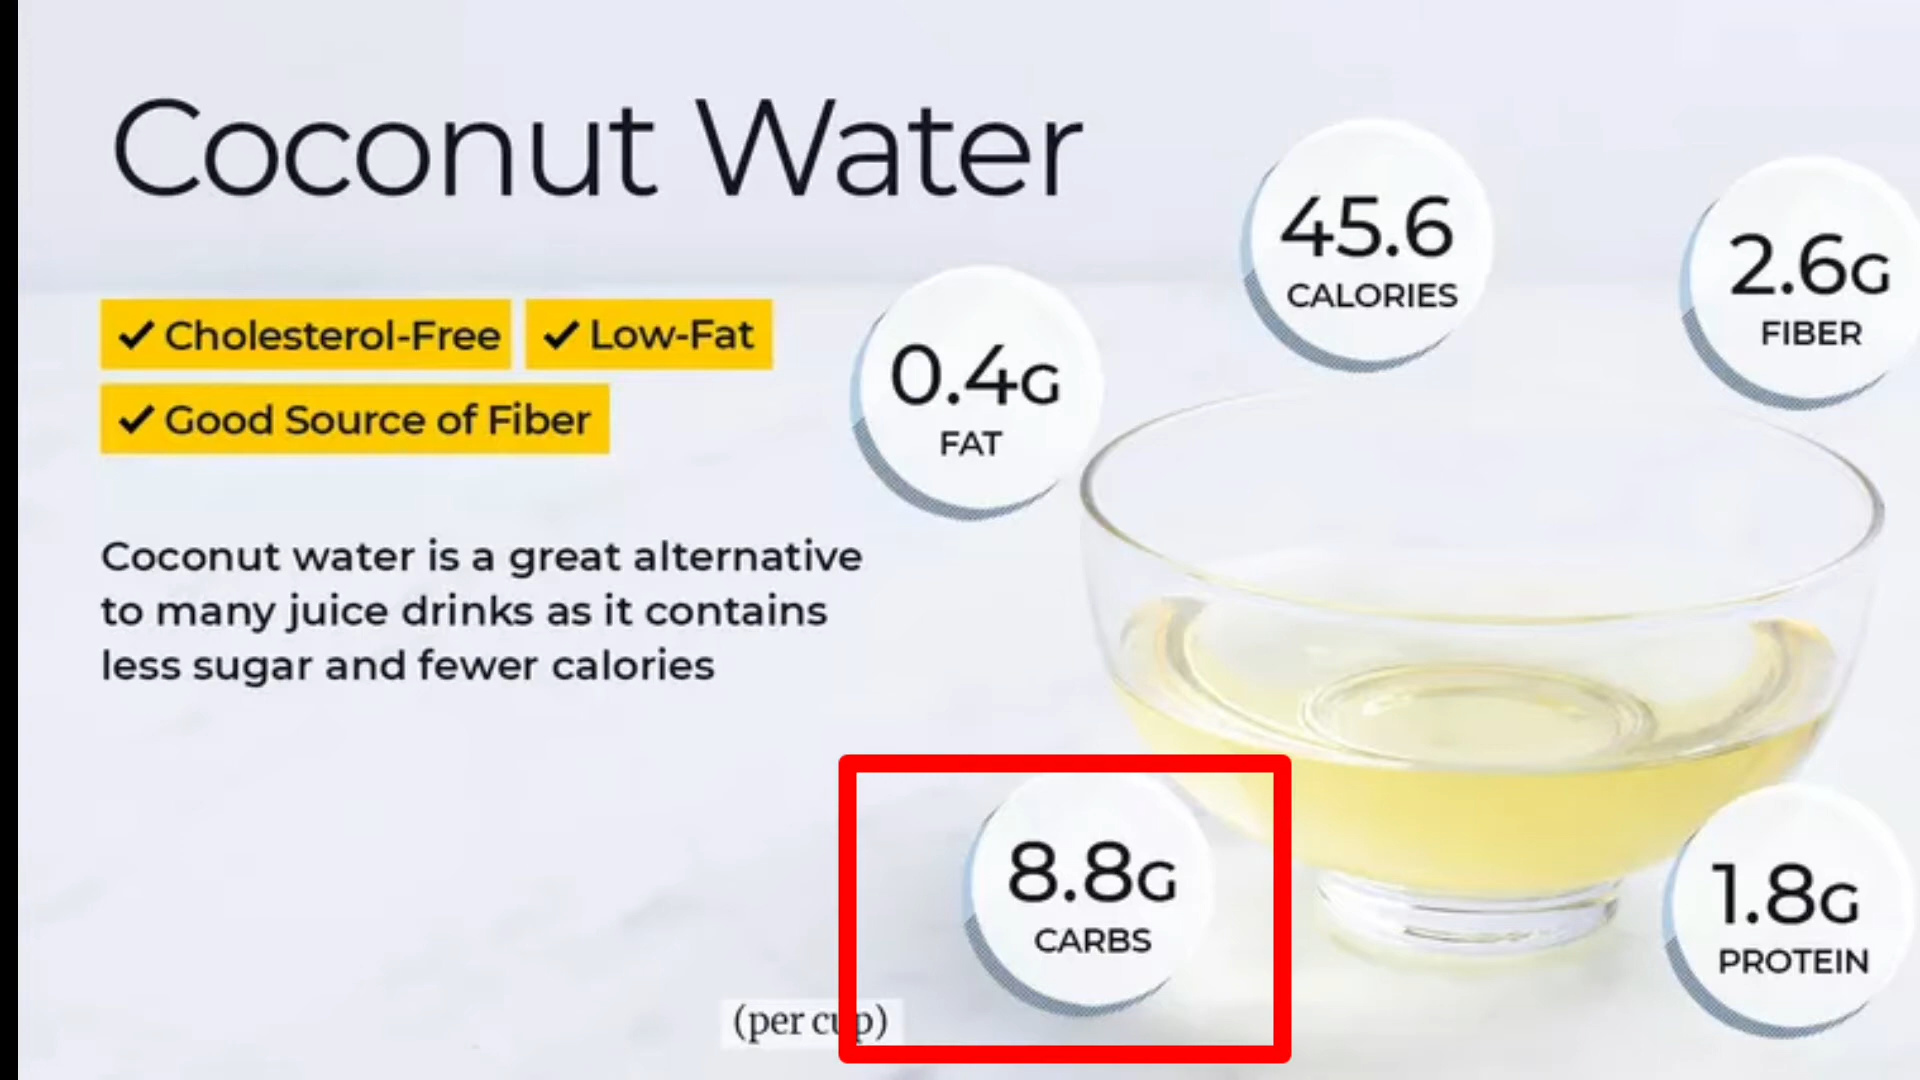 Coconut Water
✓ Cholesterol-Free
✓ Low-Fat
✓ Good Source of Fiber
Coconut water is a great alternative
to many juice drinks as it contains
less sugar and fewer calories
0.4G
FAT
45.6
CALORIES
2.6G
FIBER
8.8G
CARBS
1.8G
PROTEIN
(per cup)